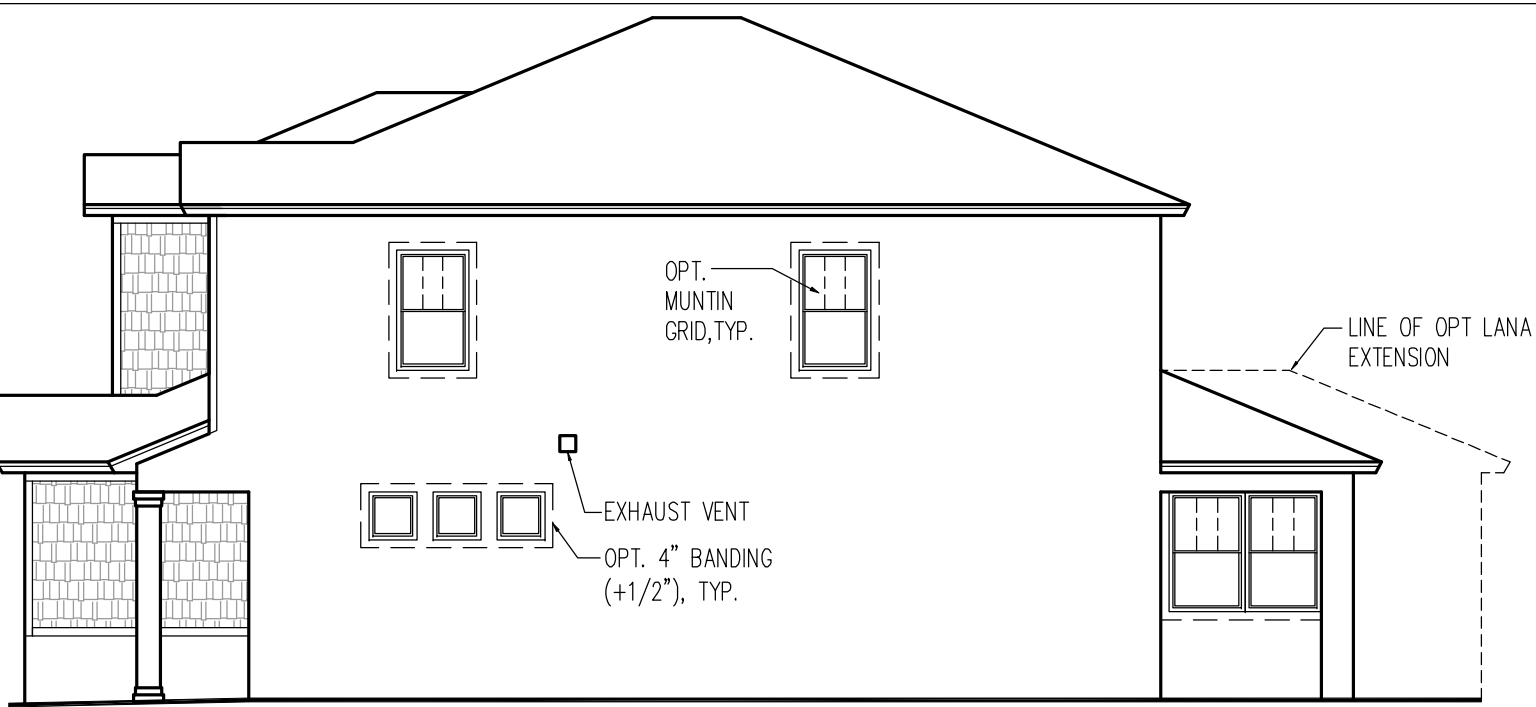 OPT.
MUNTIN
GRID,TYP.
LINE OF OPT LANA
EXTENSION
EXHAUST VENT
OPT. 4” BANDING
(+1/2”), TYP.